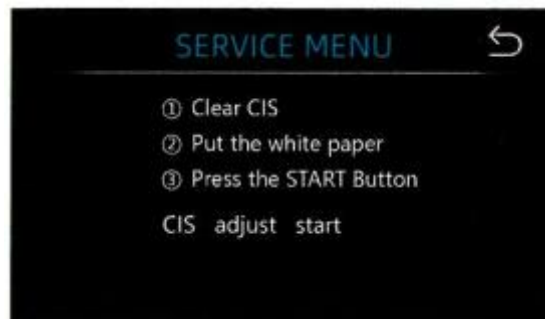 SERVICE MENU
① Clear CIS
② Put the white paper
③ Press the START Button
CIS adjust start